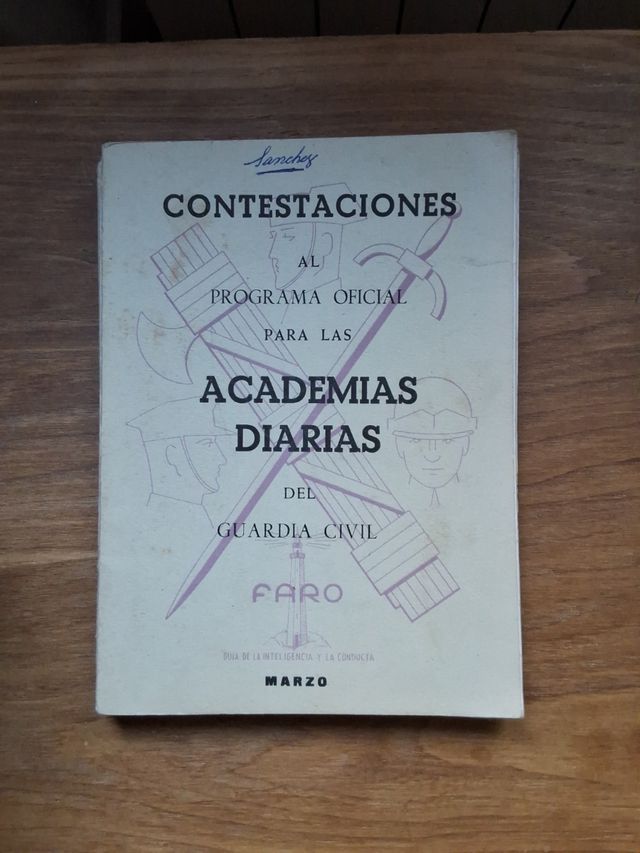 Sanchez
CONTESTACIONES
AL
PROGRAMA OFICIAL
PARA LAS
ACADEMIAS
DIARIAS
DEL
GUARDIA CIVIL
FARO
GUIA DE LA INTELIGENCIA Y LA CONDUCTA
MARZO